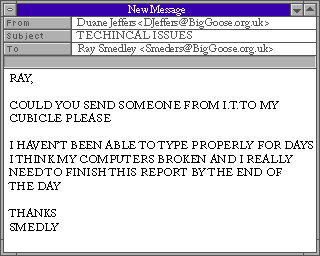 New Message
From Duane Jeffers <DJeffers@BigGoose.org.uk>
Subject TECHINCAL ISSUES
To Ray Smedley <Smeders@BigGoose.org.uk>
RAY,
COULD YOU SEND SOMEONE FROM I.T. TO MY
CUBICLE PLEASE
I HAVEN'T BEEN ABLE TO TYPE PROPERLY FOR DAYS
I THINK MY COMPUTERS BROKEN AND I REALLY
NEED TO FINISH THIS REPORT BY THE END OF
THE DAY
THANKS
SMEDLY